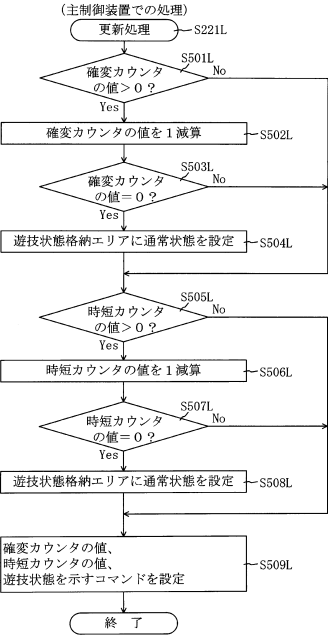 (主制御装置での処理)
更新処理
S221L
S501L
確変カウンタ
の値>0?
No
Yes
確変カウンタの値を1減算
S502L
S503L
確変カウンタ
の値=0?
No
Yes
遊技状態格納エリアに通常状態を設定
S504L
S505L
時短カウンタ
の値>0?
No
Yes
時短カウンタの値を1減算
S506L
S507L
時短カウンタ
の値=0?
No
Yes
遊技状態格納エリアに通常状態を設定
S508L
確変カウンタの値、
時短カウンタの値、
遊技状態を示すコマンドを設定
S509L
終 了